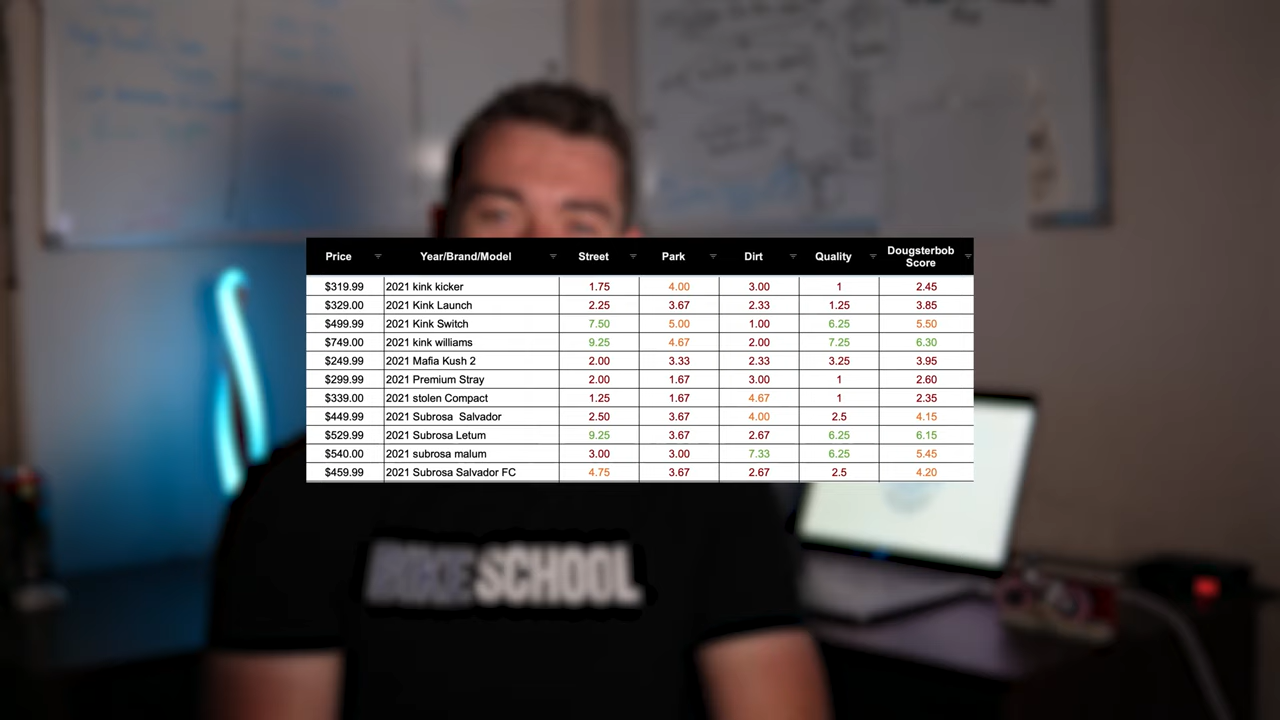 Price Year/Brand/Model Street Park Dirt Quality Dougsterbob Score
$319.99 2021 kink kicker 1.75 4.00 3.00 1 2.45
$329.00 2021 Kink Launch 2.25 3.67 2.33 1.25 3.85
$499.99 2021 Kink Switch 7.50 5.00 1.00 6.25 5.50
$749.00 2021 kink williams 9.25 4.67 2.00 7.25 6.30
$249.99 2021 Mafia Kush 2 2.00 3.33 2.33 3.25 3.95
$299.99 2021 Premium Stray 2.00 1.67 3.00 1 2.60
$339.00 2021 stolen Compact 1.25 1.67 4.67 1 2.35
$449.99 2021 Subrosa Salvador 2.50 3.67 4.00 2.5 4.15
$529.99 2021 Subrosa Letum 9.25 3.67 2.67 6.25 6.15
$540.00 2021 subrosa malum 3.00 3.00 7.33 6.25 5.45
$459.99 2021 Subrosa Salvador FC 4.75 3.67 2.67 2.5 4.20
BIKESCHOOL